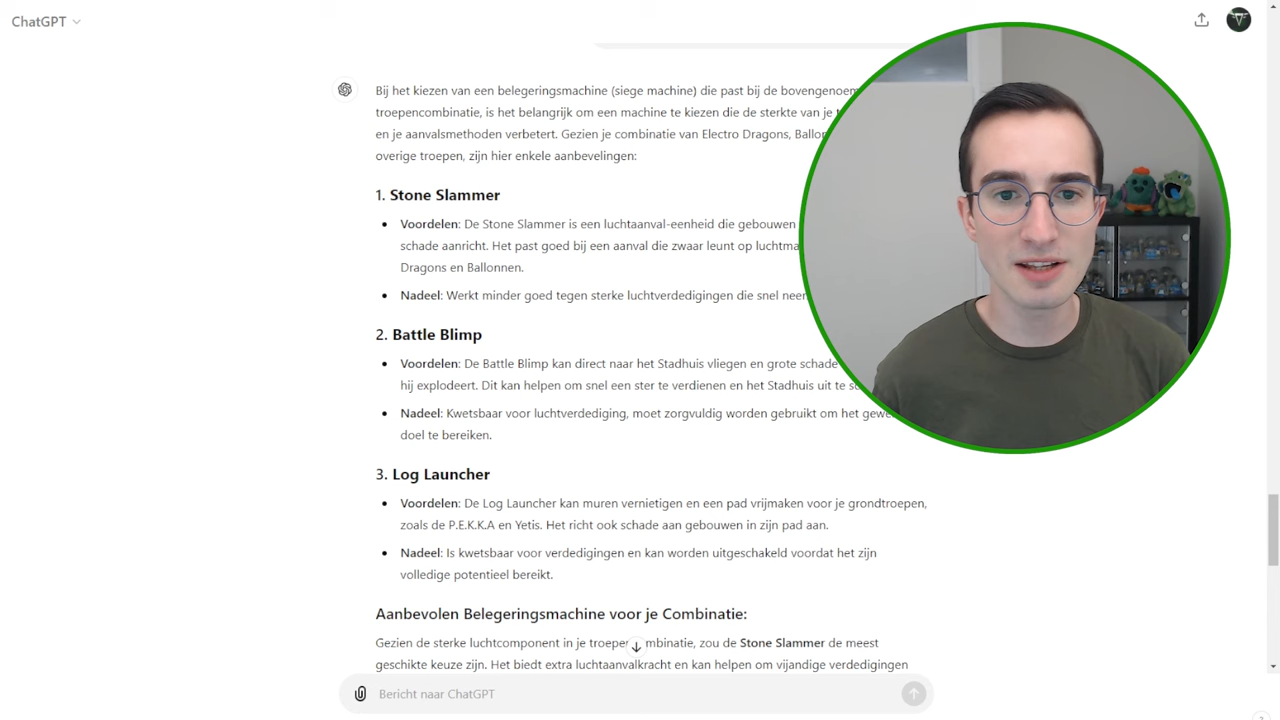 ChatGPT
Bij het kiezen van een belegeringsmachine (siege machine) die past bij de
troepencombinatie, is het belangrijk om een machine te kiezen die de sterkte van je
en je aanvalsmethoden verbetert. Gezien je combinatie van Electro Dragons,
overige troepen, zijn hier enkele aanbevelingen:
1. Stone Slammer
Voordelen: De Stone Slammer is een luchtaanval-eenheid die gebouwen
schade aanricht. Het past goed bij een aanval die zwaar leunt op
Dragons en Ballonnen.
Nadeel: Werkt minder goed tegen sterke luchtverdedigingen die snel
2. Battle Blimp
Voordelen: De Battle Blimp kan direct naar het Stadhuis vliegen en grote schade
hij explodeert. Dit kan helpen om snel een ster te verdienen en het Stadhuis uit te
Nadeel: Kwetsbaar voor luchtverdediging, moet zorgvuldig worden gebruikt om het
doel te bereiken.
3. Log Launcher
Voordelen: De Log Launcher kan muren vernietigen en een pad vrijmaken voor je grondtroepen,
zoals de P.E.K.K.A en Yetis. Het richt ook schade aan gebouwen in zijn pad aan.
Nadeel: Is kwetsbaar voor verdedigingen en kan worden uitgeschakeld voordat het zijn
volledige potentieel bereikt.
Aanbevolen Belegeringsmachine voor je Combinatie:
Gezien de sterke luchtcomponent in je zou de Stone Slammer de meest
geschikte keuze zijn. Het biedt extra luchtaanvalkracht en kan helpen om vijandige verdedigingen
Bericht naar ChatGPT